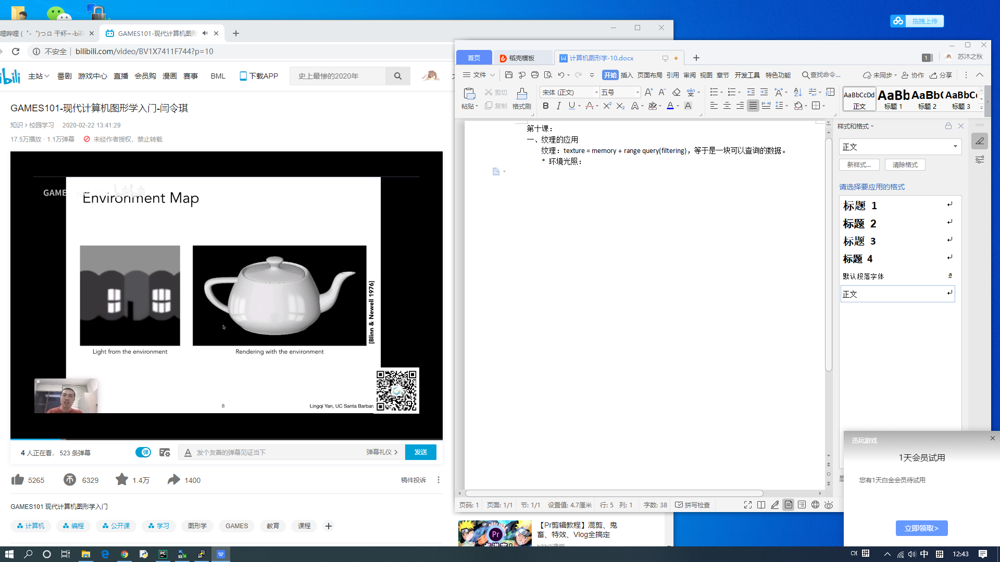 拖拽上传
哩哔哩 (゜-゜)つロ 干杯~-bili
GAMES101-现代计算机图形
不安全
bilibili.com/video/BV1X7411F744?p=10
主站
番剧
游戏中心
直播
会员购
漫画
赛事
BML
下载APP
史上最惨的2020年
GAMES101-现代计算机图形学入门-闫令琪
知识 > 校园学习 2020-02-22 13:41:29
17.5万播放 · 1.1万弹幕 未经作者授权，禁止转载
GAME
bilibili
Environment Map
[Blinn & Newell 1976]
Light from the environment
Rendering with the environment
8
Lingqi Yan, UC Santa Barbar
4 人正在看， 523 条弹幕
弹
发个友善的弹幕见证当下
弹幕礼仪 >
发送
5265
6329
1.4万
1400
稿件投诉
GAMES101 现代计算机图形学入门
计算机
编程
公开课
学习
图形学
GAMES
教育
课程
首页
稻壳模板
计算机图形学-10.docx
1
苏沐之秋
文件
开始
插入
页面布局
引用
审阅
视图
章节
开发工具
特色功能
查找命令...
未同步
协作
分享
粘贴
剪切
复制
格式刷
宋体 (正文)
五号
AaBbCcDd
正文
AaBb
标题 1
AaBb(
标题 2
AaBbC
标题 3
第十课：
一、纹理的应用
纹理：texture = memory + range query(filtering)，等于是一块可以查询的数据。
* 环境光照：
样式和格式
正文
新样式...
清除格式
请选择要应用的格式
标题 1
标题 2
标题 3
标题 4
默认段落字体
正文
显
页码: 1
页面: 1/1
节: 1/1
设置值: 4.7厘米
行: 5
列: 1
字数: 38
拼写检查
【Pr剪辑教程】混剪、鬼
畜、特效、Vlog全搞定
Pr
点进来!
bilibili课堂
迅玩游戏
1天会员试用
您有1天白金会员待试用
立即领取>
CH 拼
中
拼
12:43